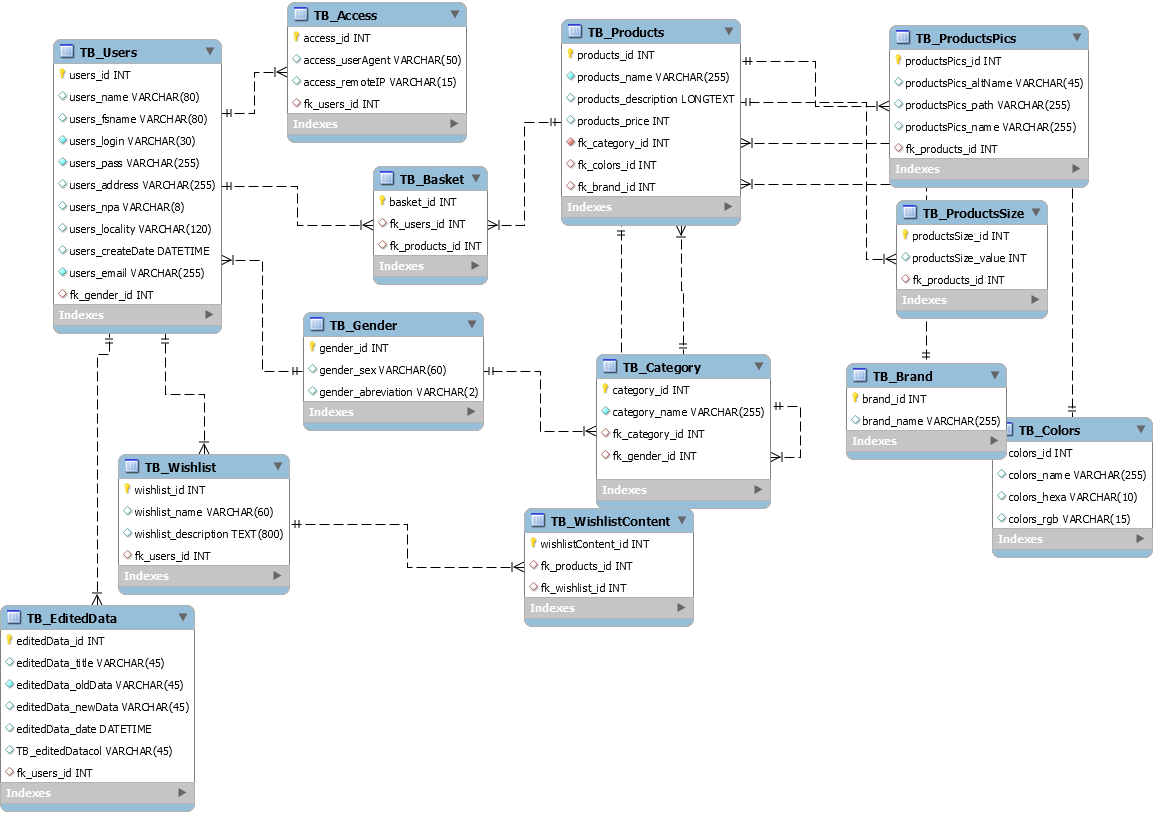 TB_Access
access_id INT
access_userAgent VARCHAR(50)
access_remoteIP VARCHAR(15)
fk_users_id INT
Indexes
TB_Users
users_id INT
users_name VARCHAR(80)
users_fsname VARCHAR(80)
users_login VARCHAR(30)
users_pass VARCHAR(255)
users_address VARCHAR(255)
users_npa VARCHAR(8)
users_locality VARCHAR(120)
users_createDate DATETIME
users_email VARCHAR(255)
fk_gender_id INT
Indexes
TB_Products
products_id INT
products_name VARCHAR(255)
products_description LONGTEXT
products_price INT
fk_category_id INT
fk_colors_id INT
fk_brand_id INT
Indexes
TB_ProductsPics
productsPics_id INT
productsPics_altName VARCHAR(45)
productsPics_path VARCHAR(255)
productsPics_name VARCHAR(255)
fk_products_id INT
Indexes
TB_Basket
basket_id INT
fk_users_id INT
fk_products_id INT
Indexes
TB_ProductsSize
productsSize_id INT
productsSize_value INT
fk_products_id INT
Indexes
TB_Gender
gender_id INT
gender_sex VARCHAR(60)
gender_abreviation VARCHAR(2)
Indexes
TB_Category
category_id INT
category_name VARCHAR(255)
fk_category_id INT
fk_gender_id INT
Indexes
TB_Brand
brand_id INT
brand_name VARCHAR(255)
Indexes
TB_Colors
colors_id INT
colors_name VARCHAR(255)
colors_hexa VARCHAR(10)
colors_rgb VARCHAR(15)
Indexes
TB_Wishlist
wishlist_id INT
wishlist_name VARCHAR(60)
wishlist_description TEXT(800)
fk_users_id INT
Indexes
TB_WishlistContent
wishlistContent_id INT
fk_products_id INT
fk_wishlist_id INT
Indexes
TB_EditedData
editedData_id INT
editedData_title VARCHAR(45)
editedData_oldData VARCHAR(45)
editedData_newData VARCHAR(45)
editedData_date DATETIME
TB_editedDatacol VARCHAR(45)
fk_users_id INT
Indexes